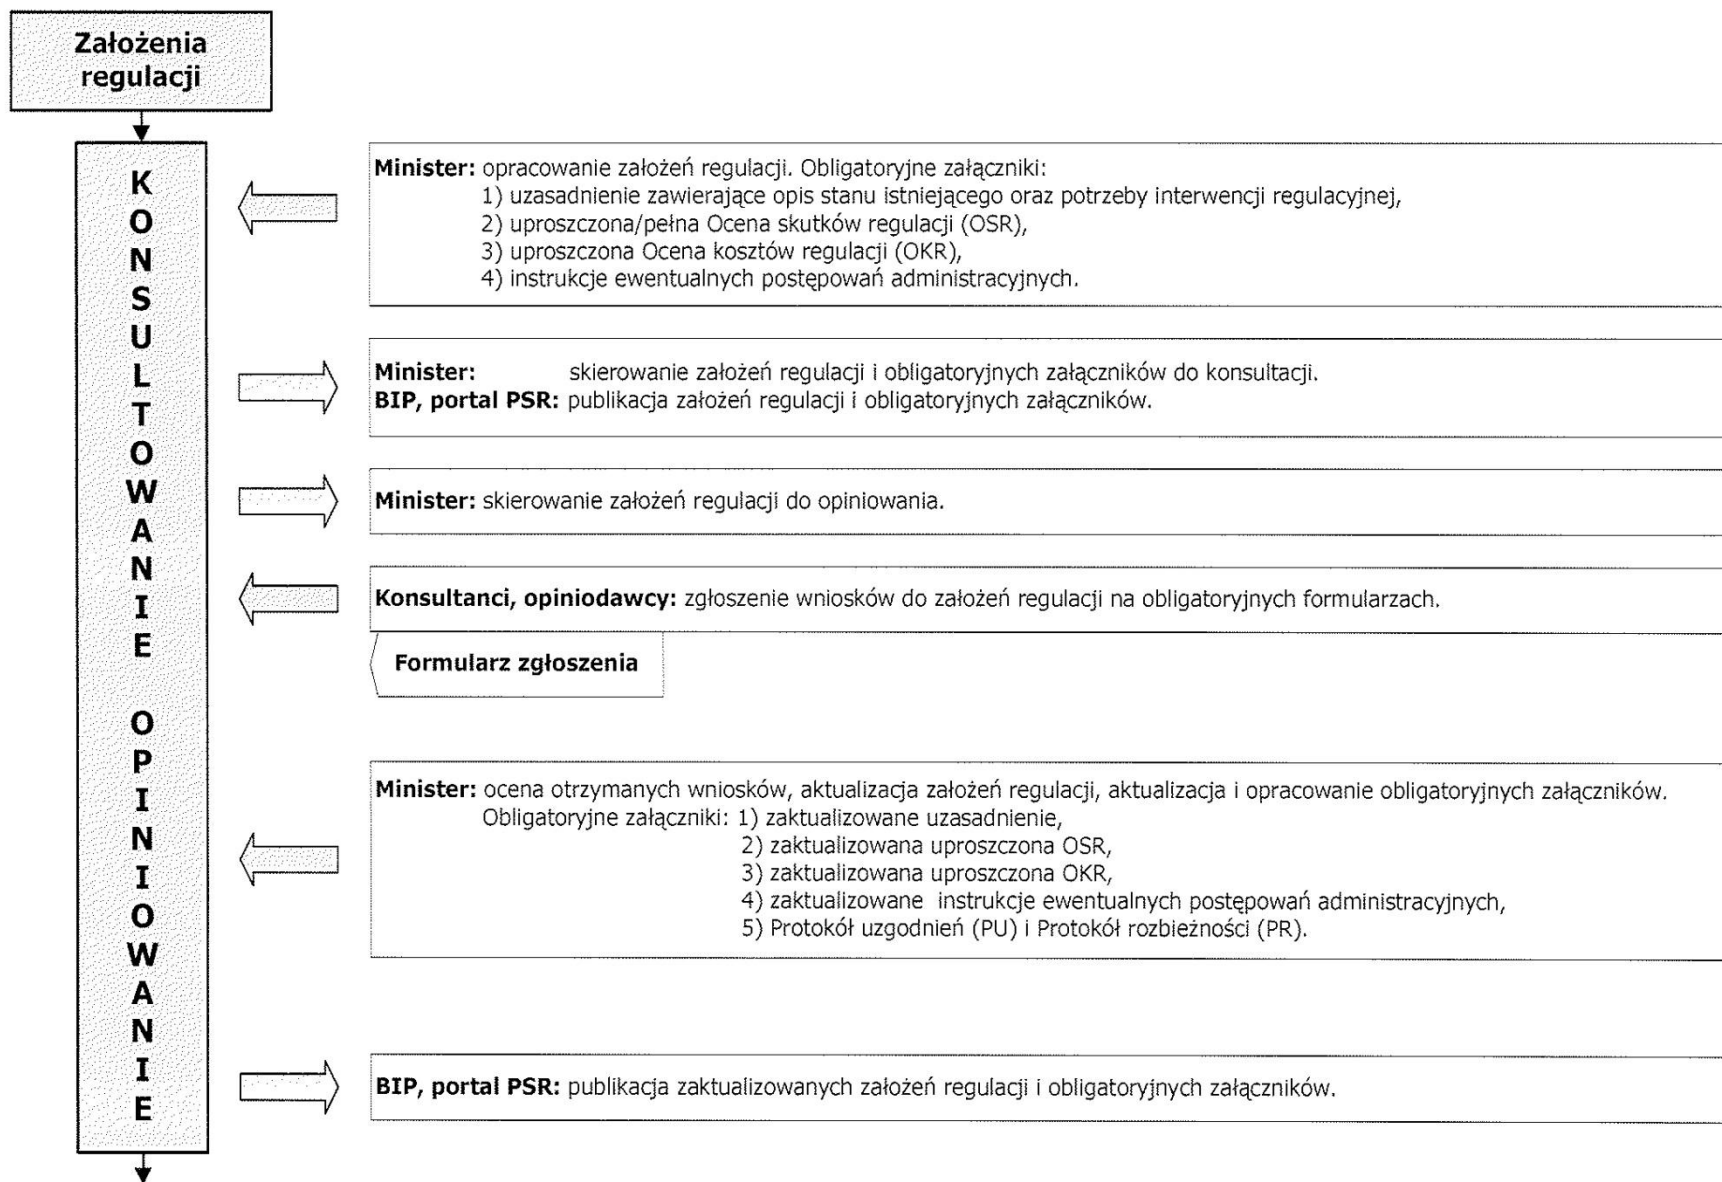 Założenia
regulacji
KONSULTOWANIE OPINIOWANIE
Minister: opracowanie założeń regulacji. Obligatoryjne załączniki:
1) uzasadnienie zawierające opis stanu istniejącego oraz potrzeby interwencji regulacyjnej,
2) uproszczona/pełna Ocena skutków regulacji (OSR),
3) uproszczona Ocena kosztów regulacji (OKR),
4) instrukcje ewentualnych postępowań administracyjnych.
Minister: skierowanie założeń regulacji i obligatoryjnych załączników do konsultacji.
BIP, portal PSR: publikacja założeń regulacji i obligatoryjnych załączników.
Minister: skierowanie założeń regulacji do opiniowania.
Konsultanci, opiniodawcy: zgłoszenie wniosków do założeń regulacji na obligatoryjnych formularzach.
Formularz zgłoszenia
Minister: ocena otrzymanych wniosków, aktualizacja założeń regulacji, aktualizacja i opracowanie obligatoryjnych załączników.
Obligatoryjne załączniki: 1) zaktualizowane uzasadnienie,
2) zaktualizowana uproszczona OSR,
3) zaktualizowana uproszczona OKR,
4) zaktualizowane instrukcje ewentualnych postępowań administracyjnych,
5) Protokół uzgodnień (PU) i Protokół rozbieżności (PR).
BIP, portal PSR: publikacja zaktualizowanych założeń regulacji i obligatoryjnych załączników.